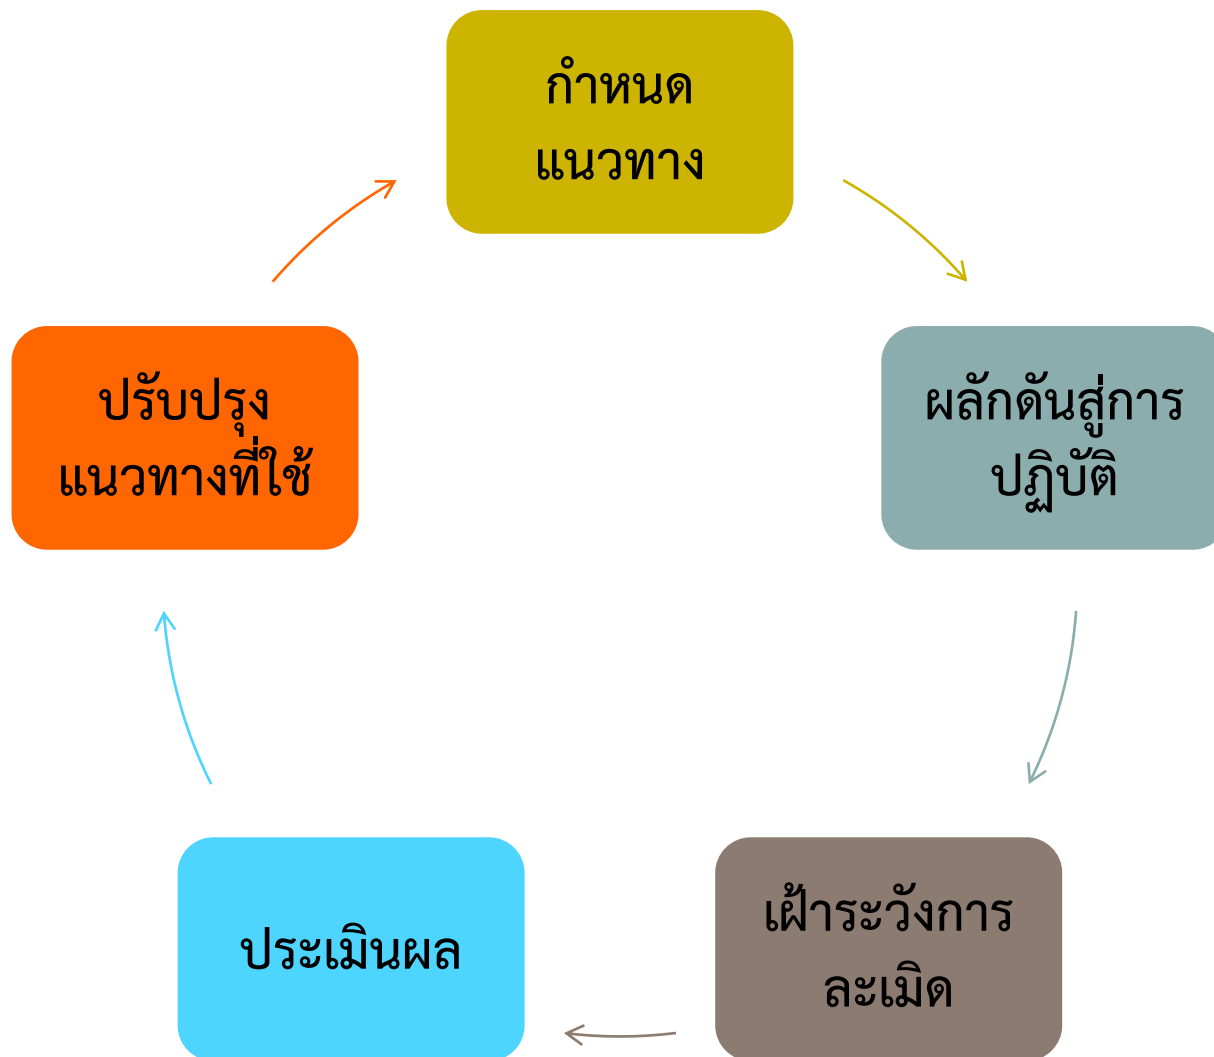 กำหนด
แนวทาง
ผลักดันสู่การ
ปฏิบัติ
เฝ้าระวังการ
ละเมิด
ประเมินผล
ปรับปรุง
แนวทางที่ใช้